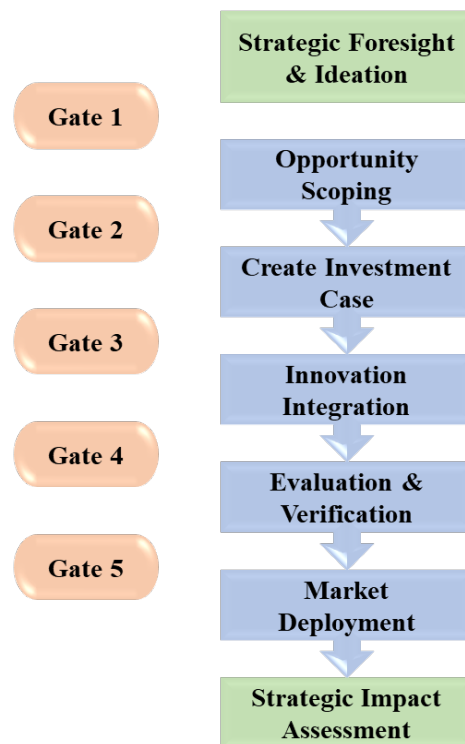 Strategic Foresight
& Ideation
Gate 1
Opportunity
Scoping
Gate 2
Create Investment
Case
Gate 3
Innovation
Integration
Gate 4
Evaluation &
Verification
Gate 5
Market
Deployment
Strategic Impact
Assessment